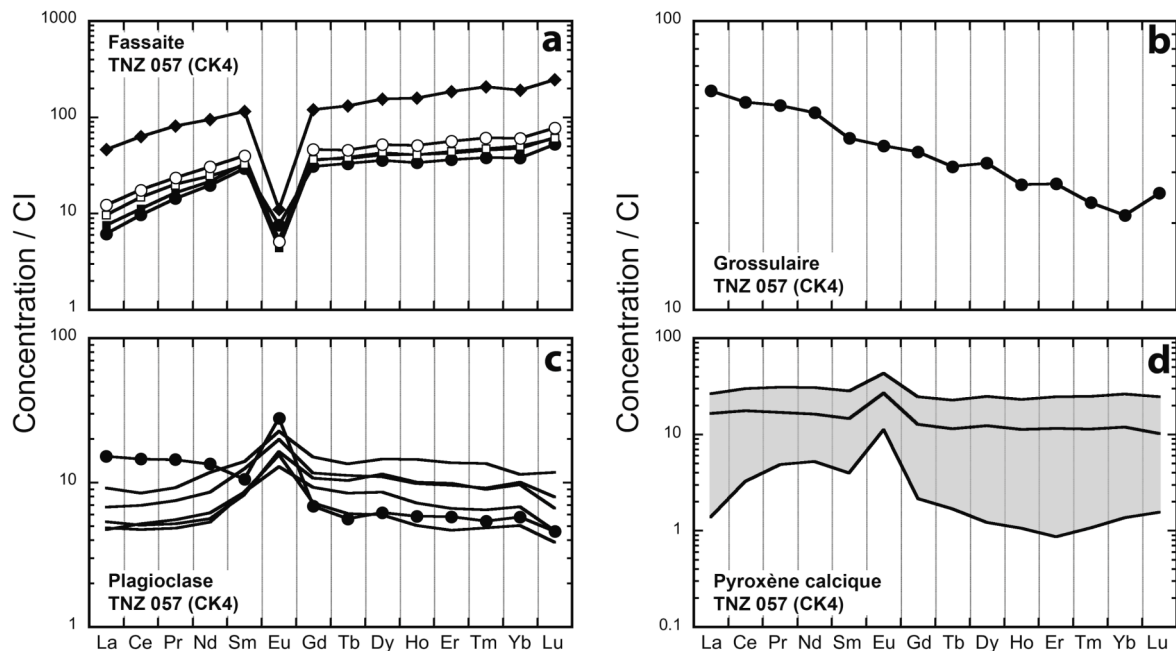 1000
100
10
1
Concentration / CI
Fassaite
TNZ 057 (CK4)
a
100
10
Concentration / CI
Grossulaire
TNZ 057 (CK4)
b
100
10
1
Plagioclase
TNZ 057 (CK4)
c
La Ce Pr Nd Sm Eu Gd Tb Dy Ho Er Tm Yb Lu
100
10
1
0.1
Pyroxène calcique
TNZ 057 (CK4)
d
La Ce Pr Nd Sm Eu Gd Tb Dy Ho Er Tm Yb Lu